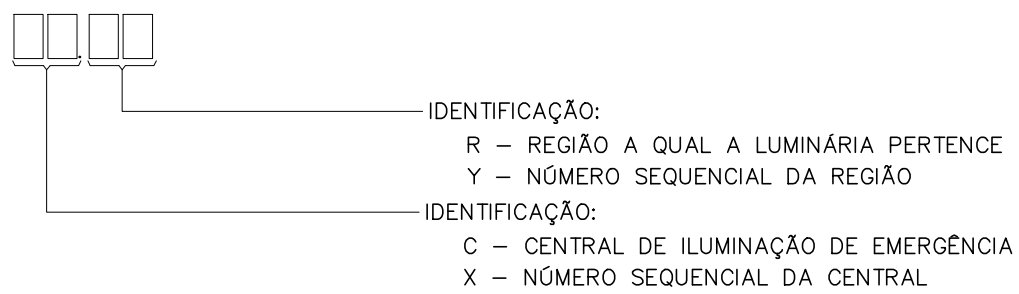 IDENTIFICAÇÃO:
R – REGIÃO A QUAL A LUMINÁRIA PERTENCE
Y – NÚMERO SEQUENCIAL DA REGIÃO
IDENTIFICAÇÃO:
C – CENTRAL DE ILUMINAÇÃO DE EMERGÊNCIA
X – NÚMERO SEQUENCIAL DA CENTRAL